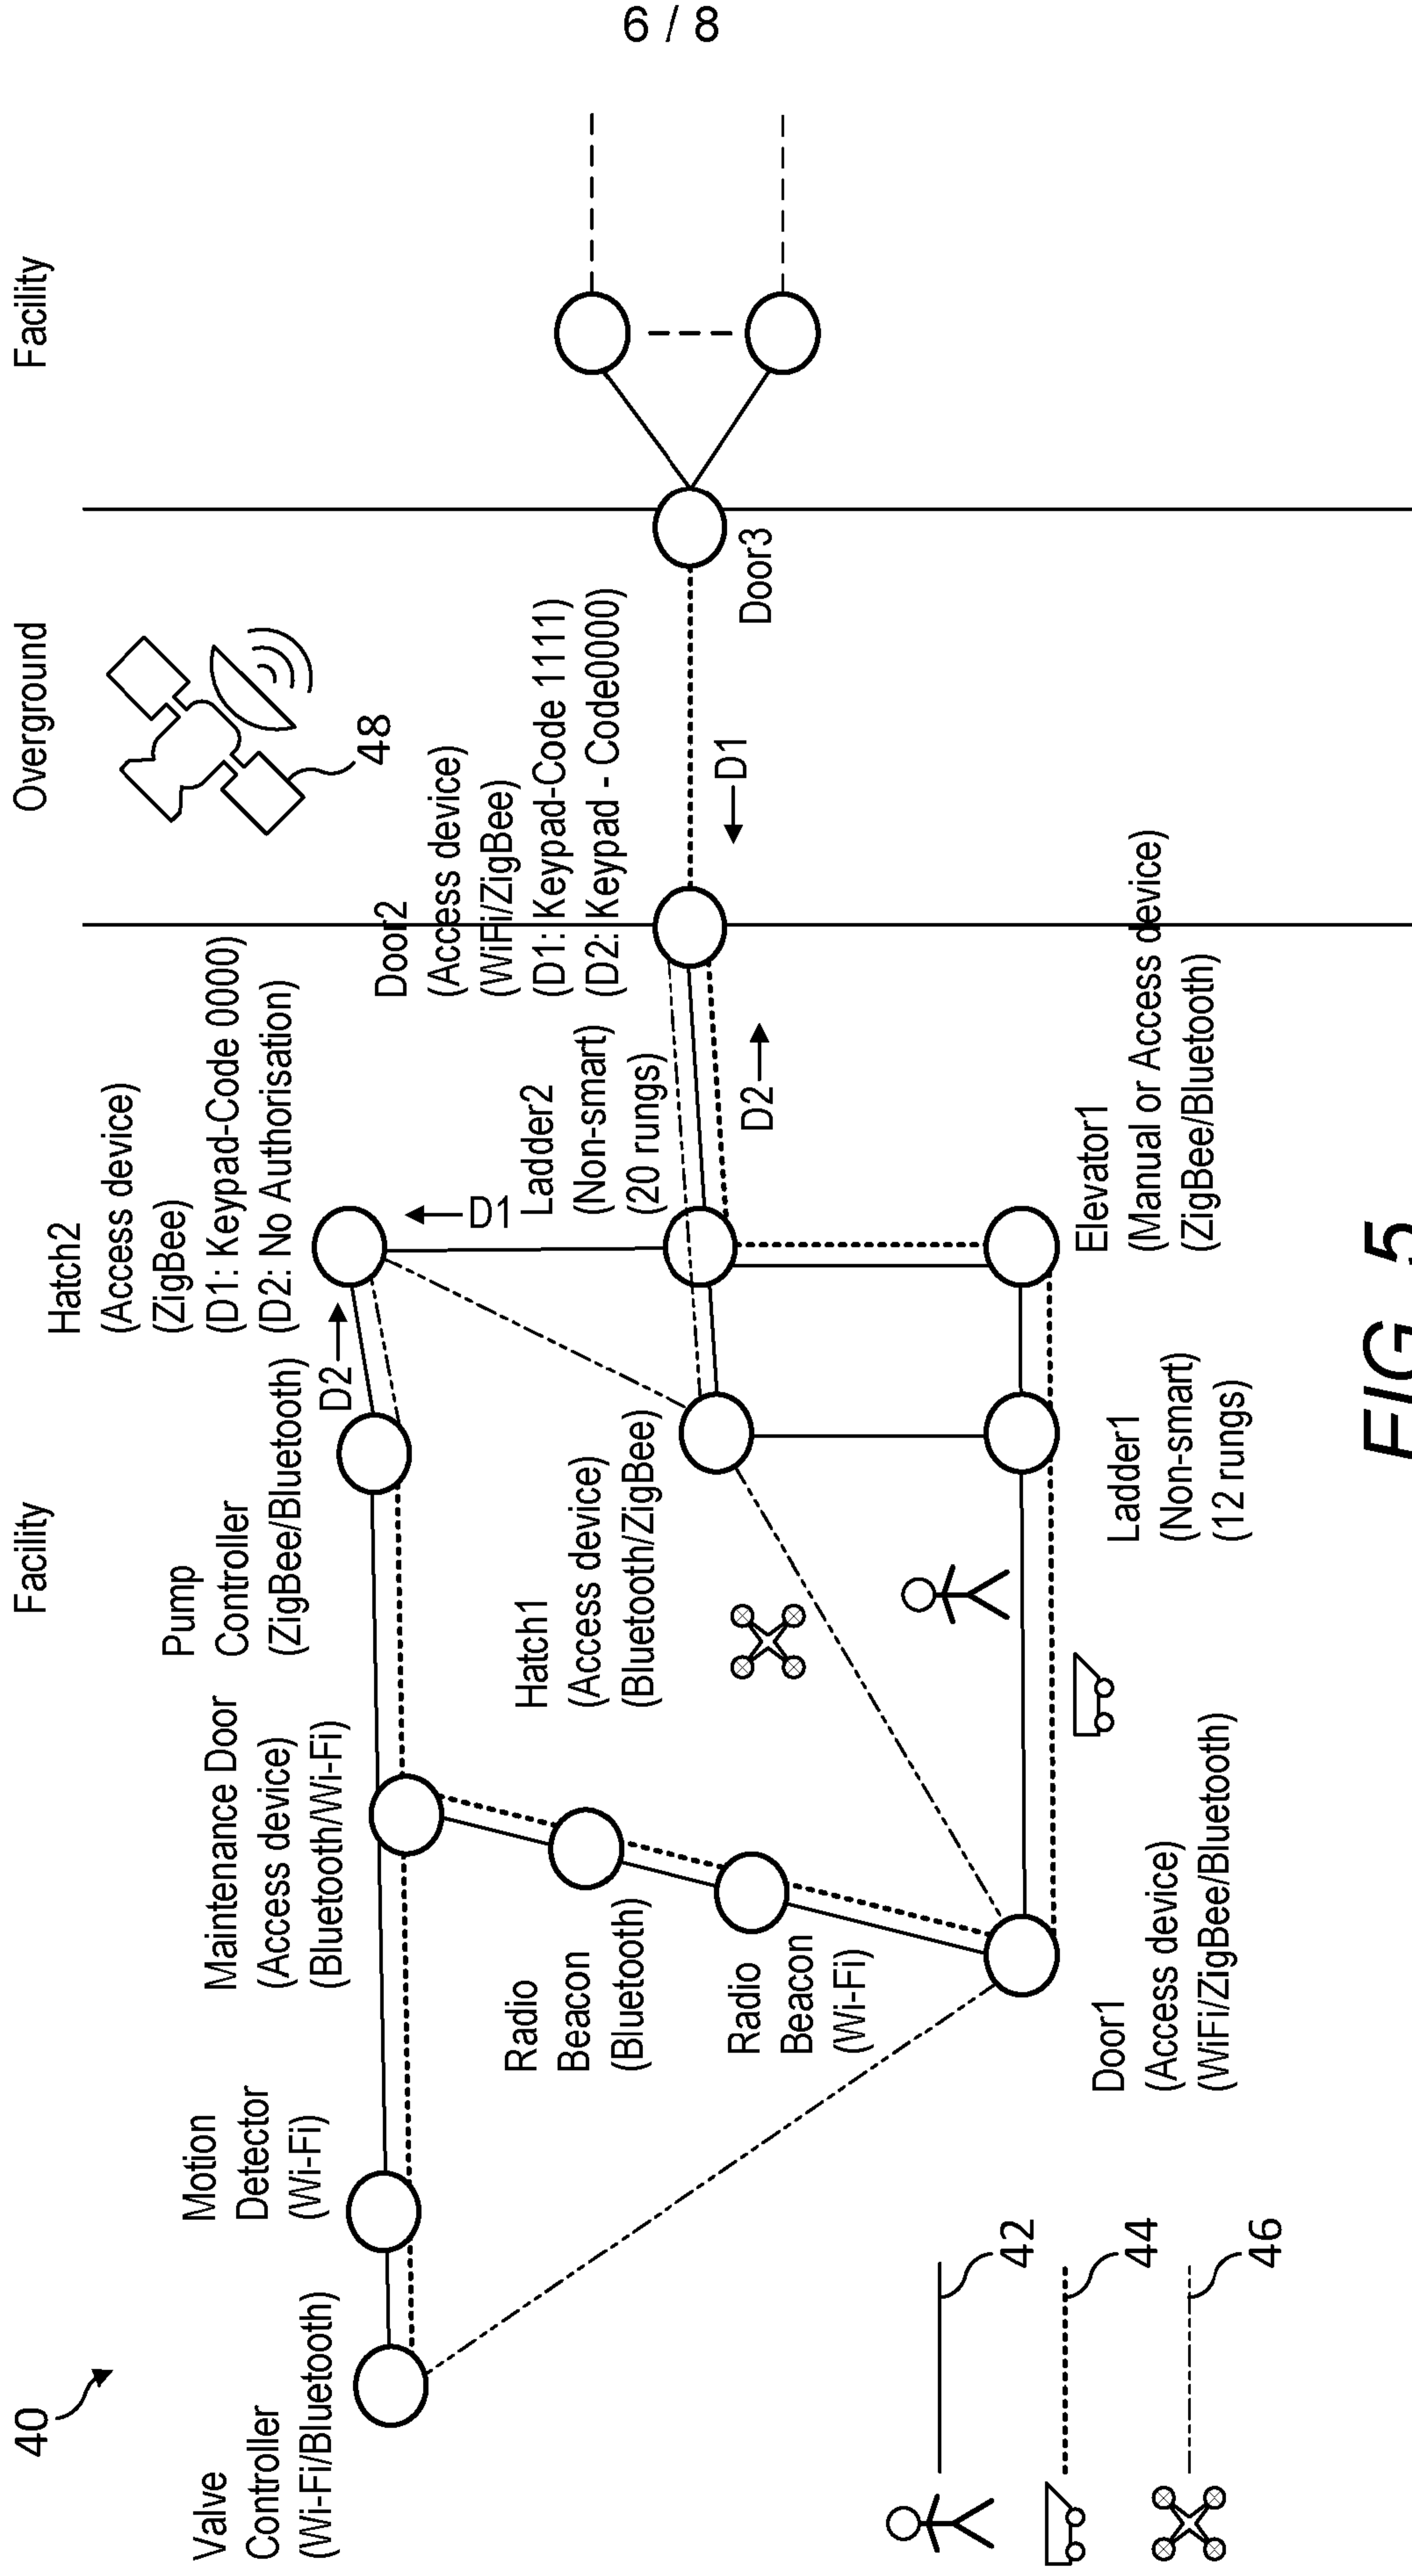 6 / 8
40
Facility
Overground
Facility
Valve
Controller
(Wi-Fi/Bluetooth)
Motion
Detector
(Wi-Fi)
Maintenance Door
(Access device)
(Bluetooth/Wi-Fi)
Pump
Controller
(ZigBee/Bluetooth)
D2
Hatch2
(Access device)
(ZigBee)
(D1: Keypad-Code 0000)
(D2: No Authorisation)
D1
48
Radio
Beacon
(Bluetooth)
Radio
Beacon
(Wi-Fi)
Hatch1
(Access device)
(Bluetooth/ZigBee)
Ladder2
(Non-smart)
(20 rungs)
Door2
(Access device)
(WiFi/ZigBee)
(D1: Keypad-Code 1111)
(D2: Keypad - Code0000)
D2
D1
Door3
Door1
(Access device)
(WiFi/ZigBee/Bluetooth)
Ladder1
(Non-smart)
(12 rungs)
Elevator1
(Manual or Access device)
(ZigBee/Bluetooth)
42
44
46
FIG. 5